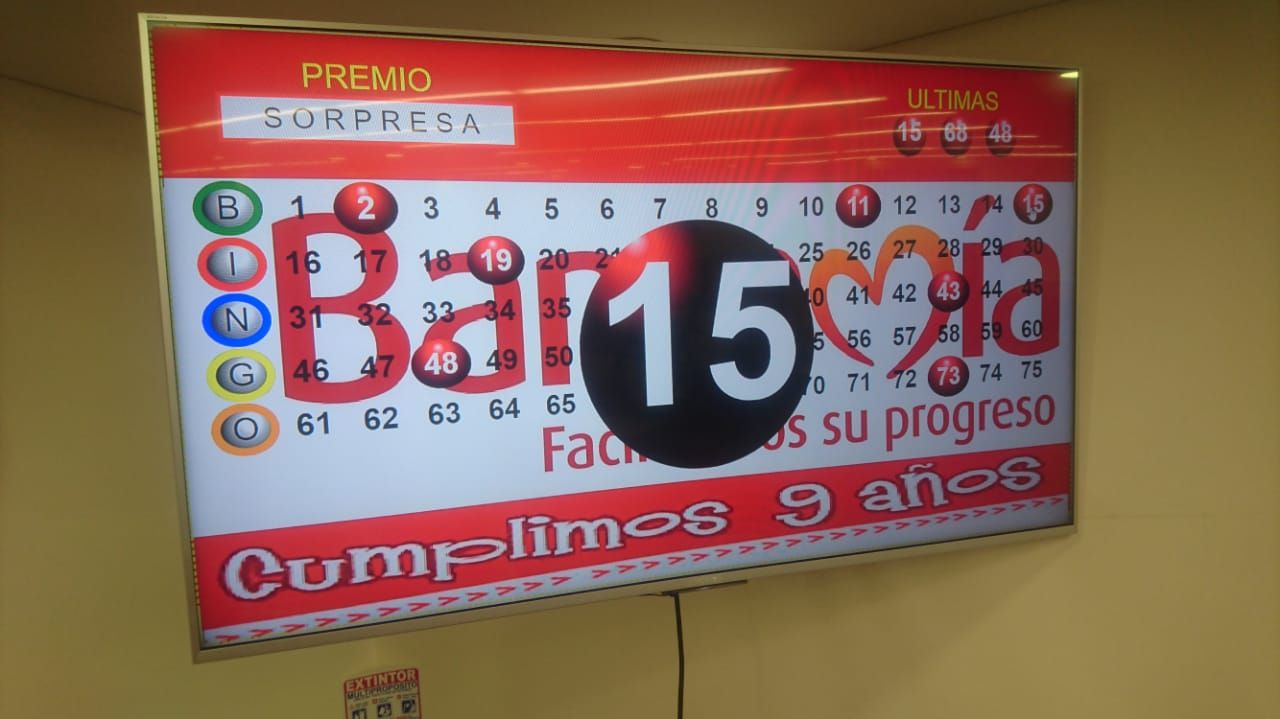 PREMIO
SORPRESA
ULTIMAS
15 68 48
B 1 2 3 4 5 6 7 8 9 10 11 12 13 14 15
I 16 17 18 19 20 25 26 27 28 29 30
N 31 32 33 34 35 41 42 43 44 45
G 46 47 48 49 50 56 57 58 59 60
O 61 62 63 64 65 71 72 73 74 75
15
su progreso
Cumplimos 9 años
EXTINTOR
MULTIPROPOSITO